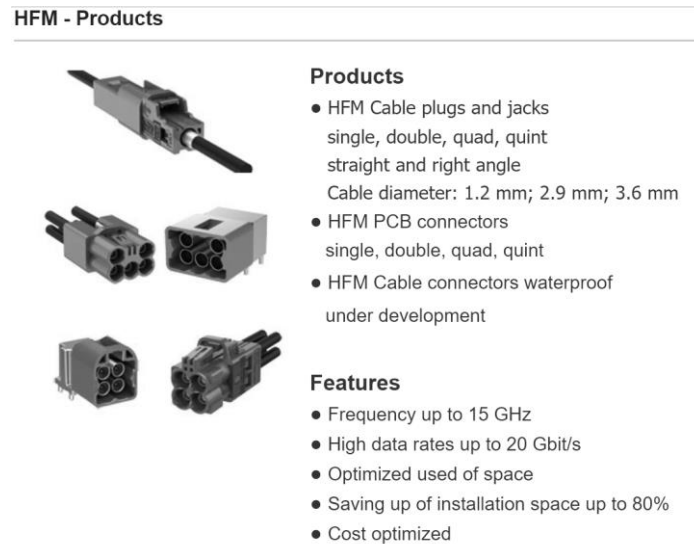 HFM - Products
Products
● HFM Cable plugs and jacks
single, double, quad, quint
straight and right angle
Cable diameter: 1.2 mm; 2.9 mm; 3.6 mm
● HFM PCB connectors
single, double, quad, quint
● HFM Cable connectors waterproof
under development
Features
● Frequency up to 15 GHz
● High data rates up to 20 Gbit/s
● Optimized used of space
● Saving up of installation space up to 80%
● Cost optimized